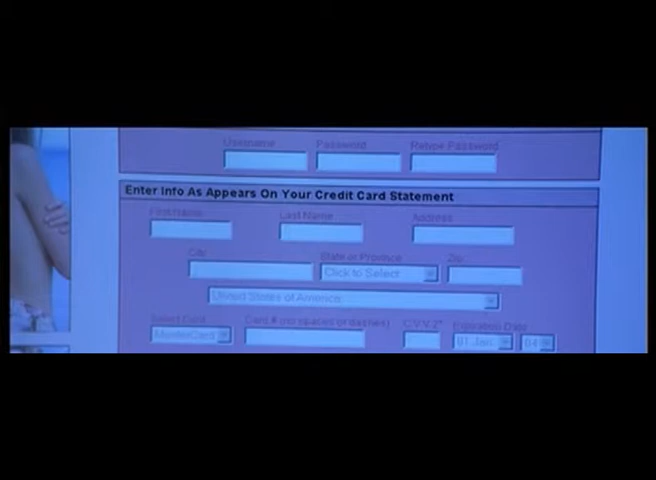 Username Password Retype Password
Enter Info As Appears On Your Credit Card Statement
First Name Last Name Address
City State or Province Zip
Click to Select
United States of America
Select Card Card # (no spaces or dashes) C.V.V.2* Expiration Date
MasterCard 01 Jan 04